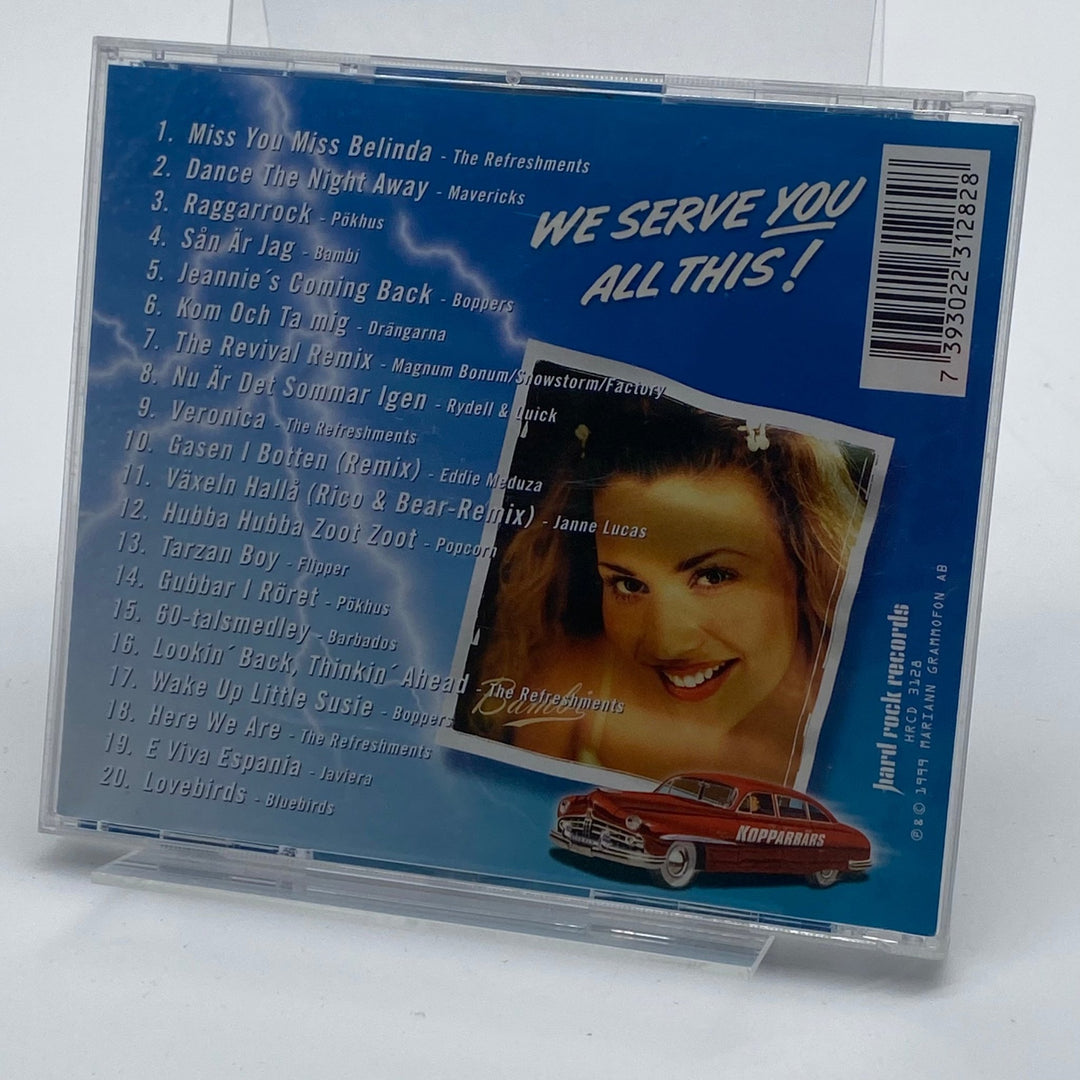 1. Miss You Miss Belinda - The Refreshments
2. Dance The Night Away - Mavericks
3. Raggarrock - Pökhus
4. Sån Är Jag - Bambi
5. Jeannie´s Coming Back - Boppers
6. Kom Och Ta mig - Drängarna
7. The Revival Remix - Magnum Bonum/Snowstorm/Factory
8. Nu Är Det Sommar Igen - Rydell & Quick
9. Veronica - The Refreshments
10. Gasen I Botten (Remix) - Eddie Meduza
11. Växeln Hallå (Rico & Bear-Remix) - Janne Lucas
12. Hubba Hubba Zoot Zoot - Popcorn
13. Tarzan Boy - Flipper
14. Gubbar I Röret - Pökhus
15. 60-talsmedley - Barbados
16. Lookin´ Back, Thinkin´ Ahead - The Refreshments
17. Wake Up Little Susie - Boppers
18. Here We Are - The Refreshments
19. E Viva Espania - Javiera
20. Lovebirds - Bluebirds
WE SERVE YOU
ALL THIS!
Bambi
KOPPARBÄRS
7 393022 312828
hard rock records
HRCD 3128
℗ & © 1999 MARIANN GRAMMOFON AB